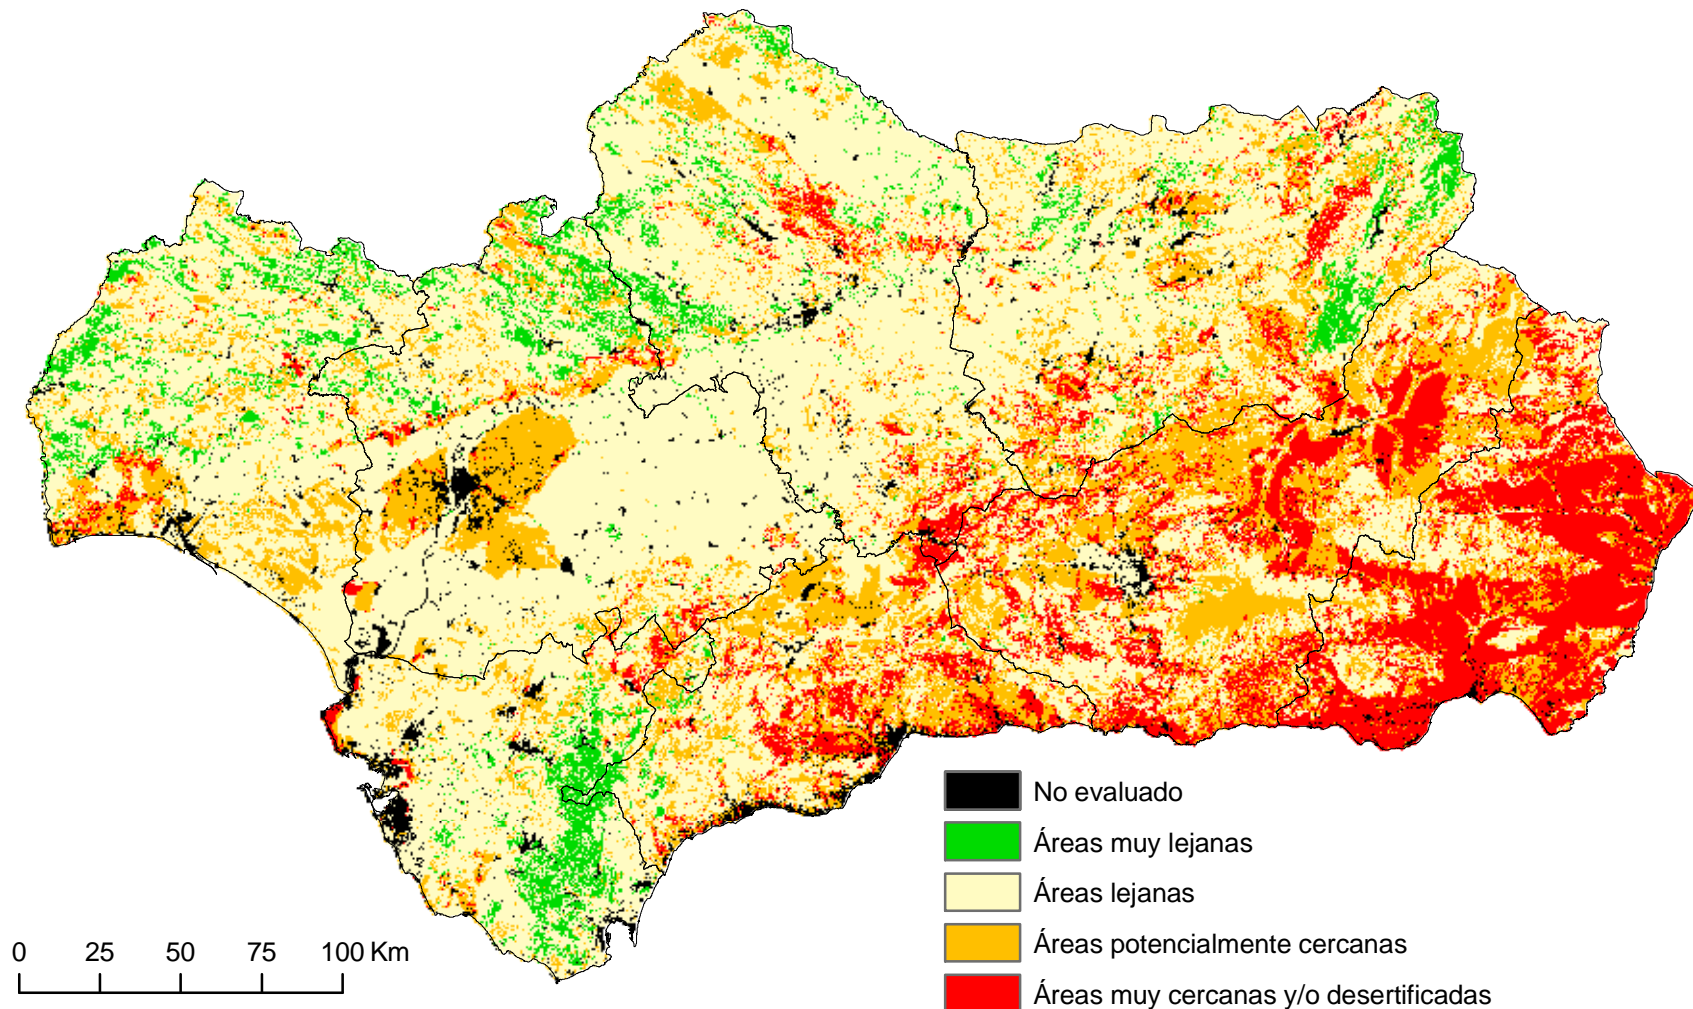 No evaluado
Áreas muy lejanas
Áreas lejanas
Áreas potencialmente cercanas
Áreas muy cercanas y/o desertificadas
0 25 50 75 100 Km